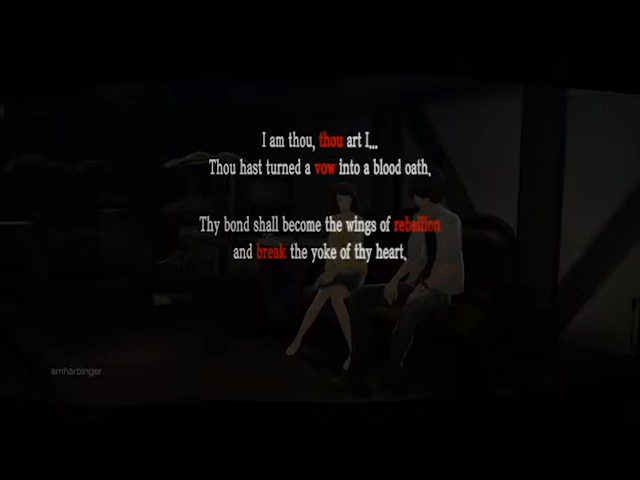 I am thou, thou art I...
Thou hast turned a vow into a blood oath.
Thy bond shall become the wings of rebellion
and break the yoke of thy heart.
amharbinger